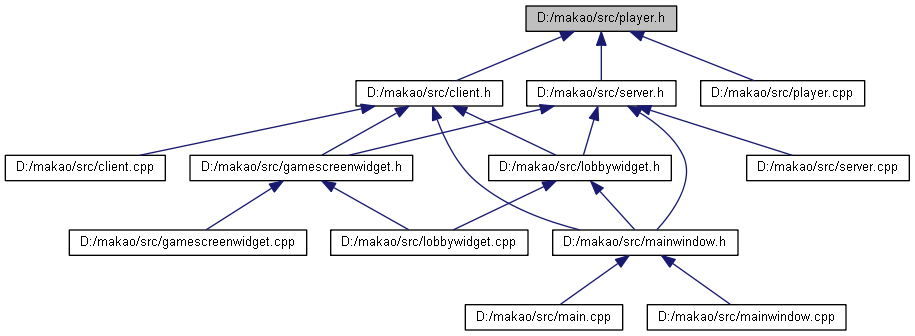 D:/makao/src/player.h
D:/makao/src/client.h
D:/makao/src/server.h
D:/makao/src/player.cpp
D:/makao/src/client.cpp
D:/makao/src/gamescreenwidget.h
D:/makao/src/lobbywidget.h
D:/makao/src/server.cpp
D:/makao/src/gamescreenwidget.cpp
D:/makao/src/lobbywidget.cpp
D:/makao/src/mainwindow.h
D:/makao/src/main.cpp
D:/makao/src/mainwindow.cpp